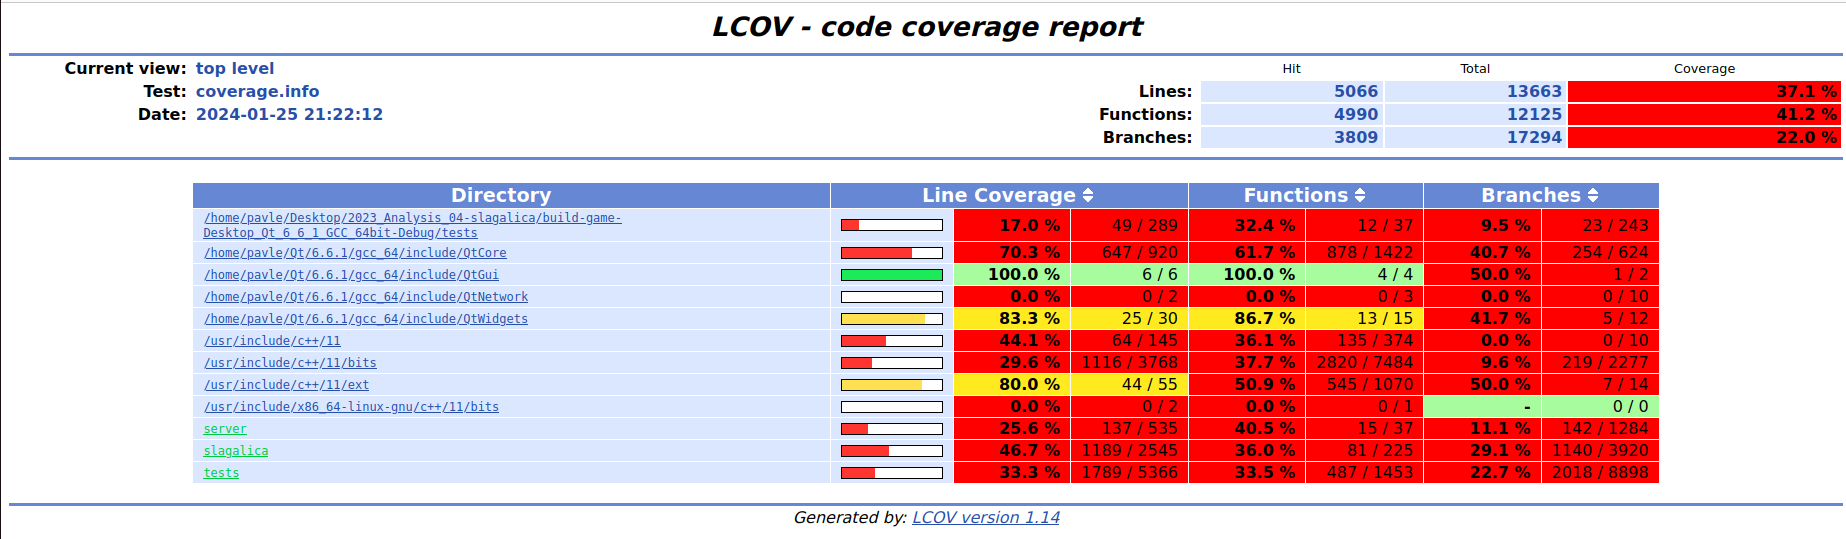 LCOV - code coverage report
Current view: top level
Test: coverage.info
Date: 2024-01-25 21:22:12
Hit Total Coverage
Lines: 5066 13663 37.1 %
Functions: 4990 12125 41.2 %
Branches: 3809 17294 22.0 %
Directory Line Coverage Functions Branches
/home/pavle/Desktop/2023_Analysis_04-slagalica/build-game-
Desktop_Qt_6_6_1_GCC_64bit-Debug/tests 17.0 % 49 / 289 32.4 % 12 / 37 9.5 % 23 / 243
/home/pavle/Qt/6.6.1/gcc_64/include/QtCore 70.3 % 647 / 920 61.7 % 878 / 1422 40.7 % 254 / 624
/home/pavle/Qt/6.6.1/gcc_64/include/QtGui 100.0 % 6 / 6 100.0 % 4 / 4 50.0 % 1 / 2
/home/pavle/Qt/6.6.1/gcc_64/include/QtNetwork 0.0 % 0 / 2 0.0 % 0 / 3 0.0 % 0 / 10
/home/pavle/Qt/6.6.1/gcc_64/include/QtWidgets 83.3 % 25 / 30 86.7 % 13 / 15 41.7 % 5 / 12
/usr/include/c++/11 44.1 % 64 / 145 36.1 % 135 / 374 0.0 % 0 / 10
/usr/include/c++/11/bits 29.6 % 1116 / 3768 37.7 % 2820 / 7484 9.6 % 219 / 2277
/usr/include/c++/11/ext 80.0 % 44 / 55 50.9 % 545 / 1070 50.0 % 7 / 14
/usr/include/x86_64-linux-gnu/c++/11/bits 0.0 % 0 / 2 0.0 % 0 / 1 - 0 / 0
server 25.6 % 137 / 535 40.5 % 15 / 37 11.1 % 142 / 1284
slagalica 46.7 % 1189 / 2545 36.0 % 81 / 225 29.1 % 1140 / 3920
tests 33.3 % 1789 / 5366 33.5 % 487 / 1453 22.7 % 2018 / 8898
Generated by: LCOV version 1.14